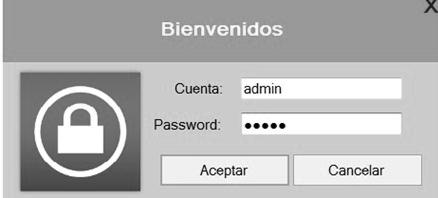 X
Bienvenidos
Cuenta: admin
Password: ●●●●●
Aceptar Cancelar